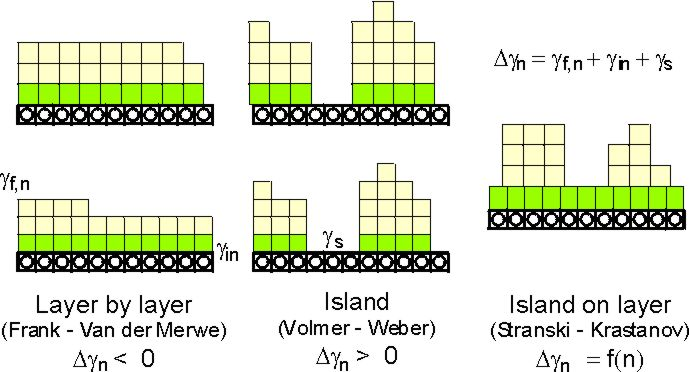 Δγn = γf,n + γin + γs
γf,n
γs
γin
Layer by layer
(Frank - Van der Merwe)
Δγn < 0
Island
(Volmer - Weber)
Δγn > 0
Island on layer
(Stranski - Krastanov)
Δγn = f(n)